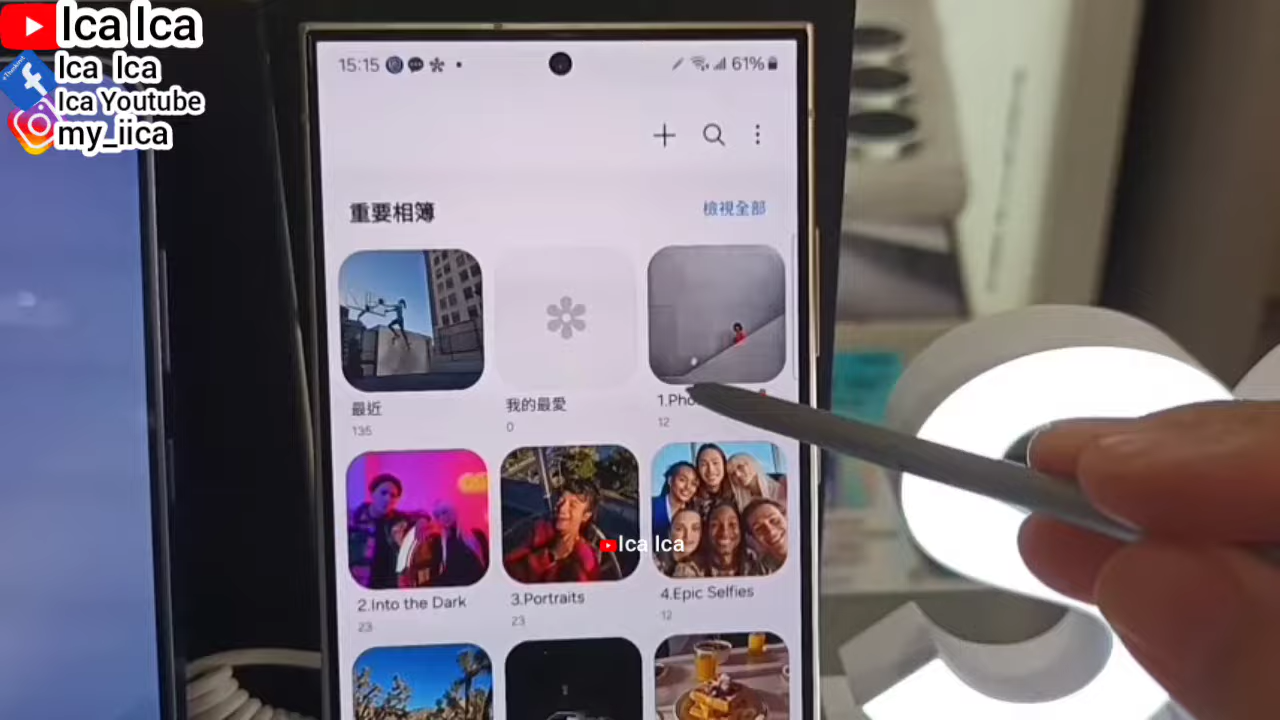 Ica Ica
Ica Ica
Ica Youtube
my_iica
15:15
61%
重要相簿
檢視全部
最近
135
我的最愛
0
1.Pho
12
2.Into the Dark
23
3.Portraits
23
4.Epic Selfies
12
Ica Ica